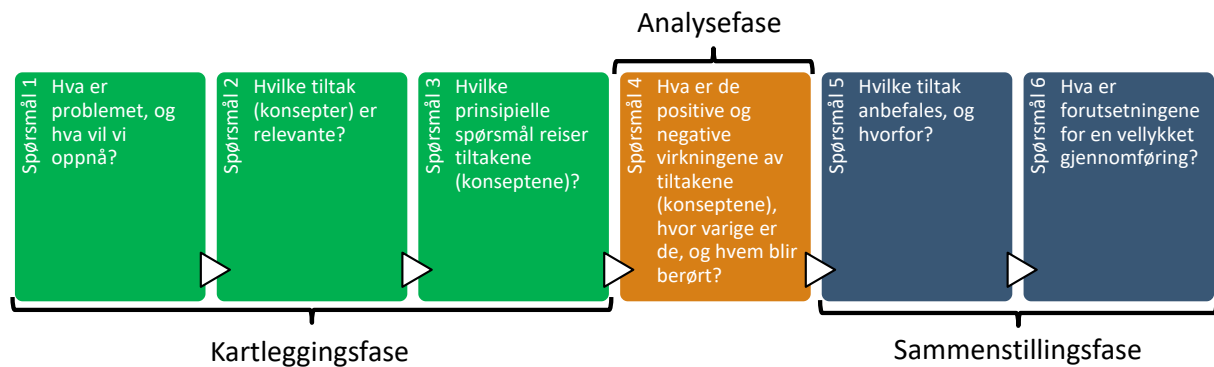 Analysefase
Spørsmål 1
Hva er
problemet, og
hva vil vi
oppnå?
Spørsmål 2
Hvilke tiltak
(konsepter) er
relevante?
Spørsmål 3
Hvilke
prinsipielle
spørsmål reiser
tiltakene
(konseptene)?
Spørsmål 4
Hva er de
positive og
negative
virkningene av
tiltakene
(konseptene),
hvor varige er
de, og hvem blir
berørt?
Spørsmål 5
Hvilke tiltak
anbefales, og
hvorfor?
Spørsmål 6
Hva er
forutsetningene
for en vellykket
gjennomføring?
Kartleggingsfase
Sammenstillingsfase